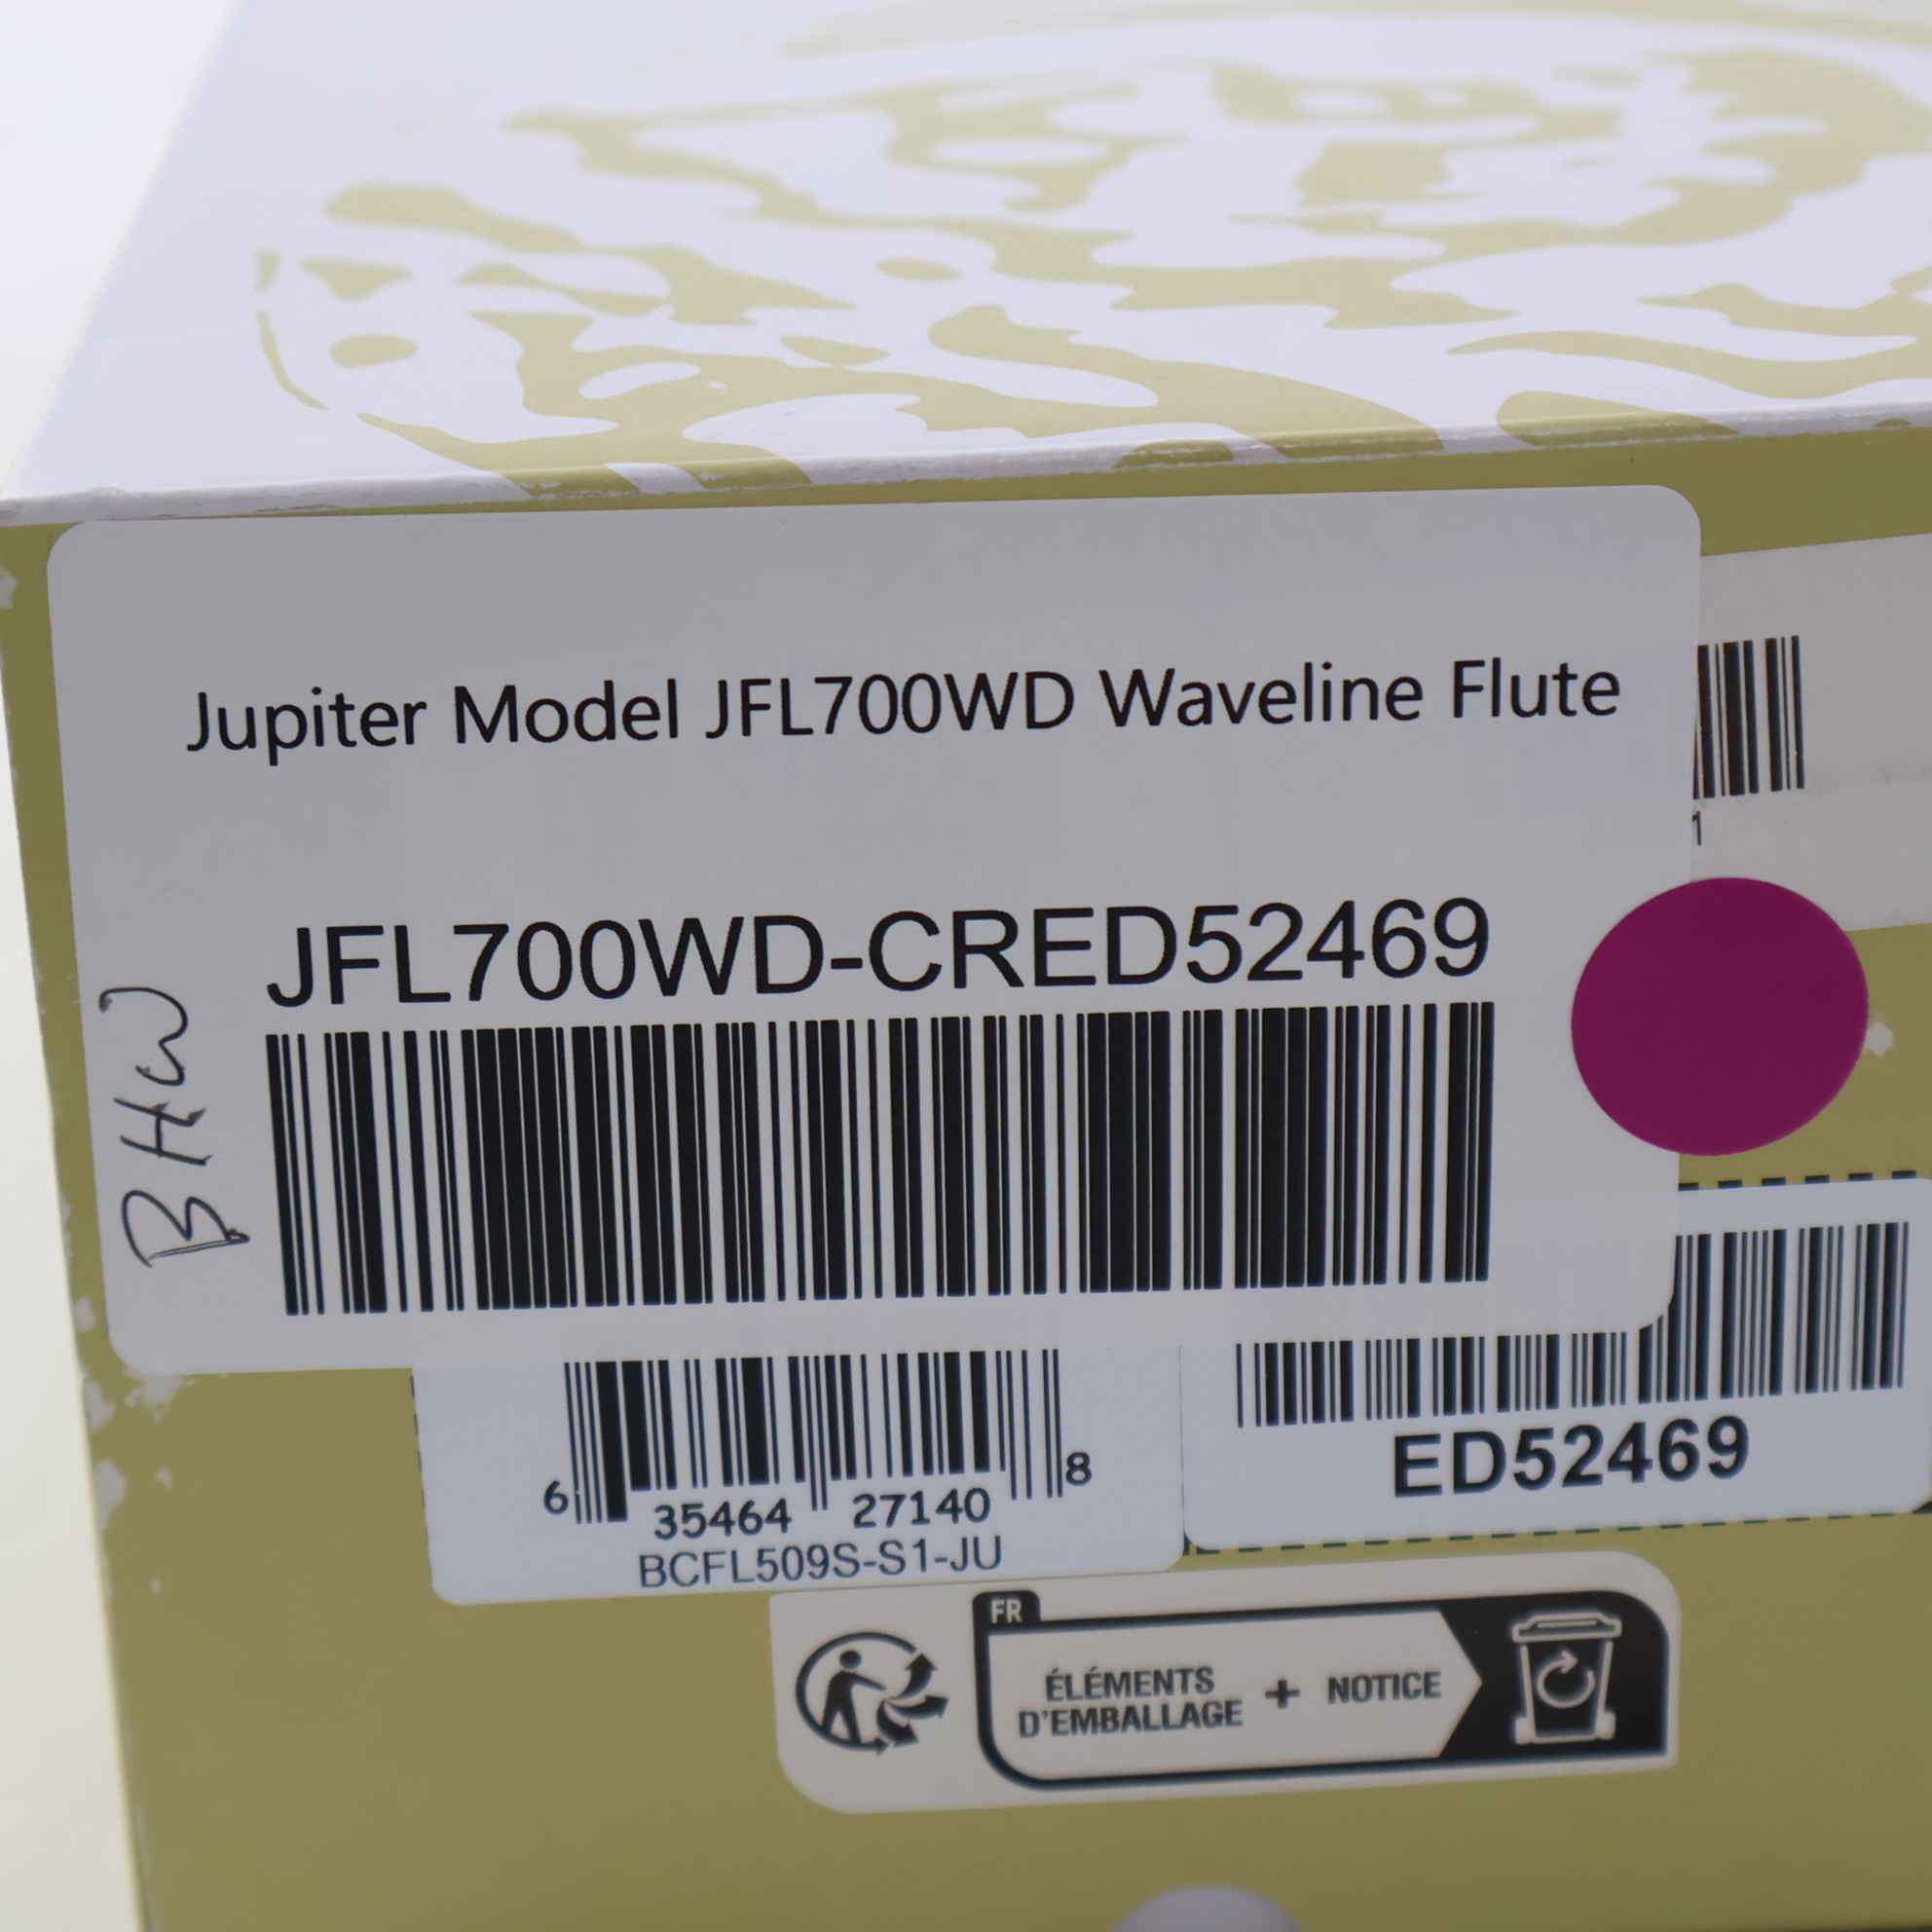 Jupiter Model JFL700WD Waveline Flute
1
JFL700WD-CRED52469
BHW
6 35464 27140 8
BCFL509S-S1-JU
ED52469
FR
ÉLÉMENTS
D'EMBALLAGE + NOTICE